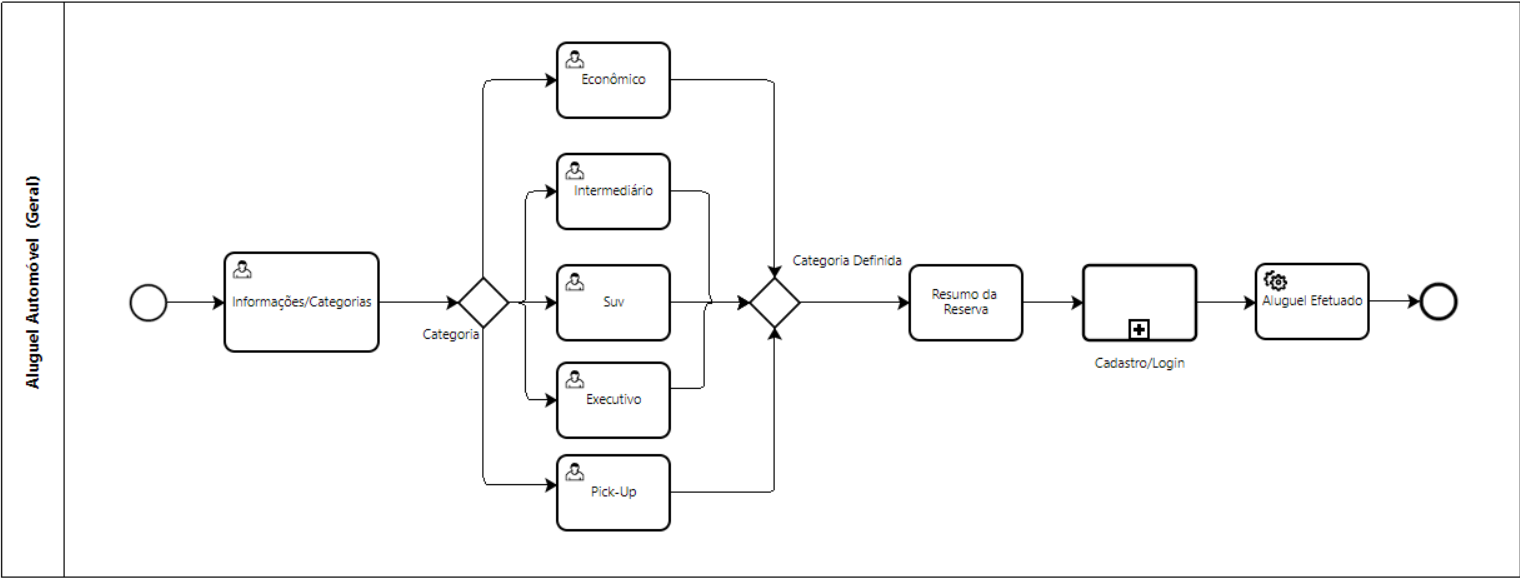 Aluguel Automóvel (Geral)
Informações/Categorias
Categoria
Econômico
Intermediário
Suv
Executivo
Pick-Up
Categoria Definida
Resumo da
Reserva
Cadastro/Login
Aluguel Efetuado